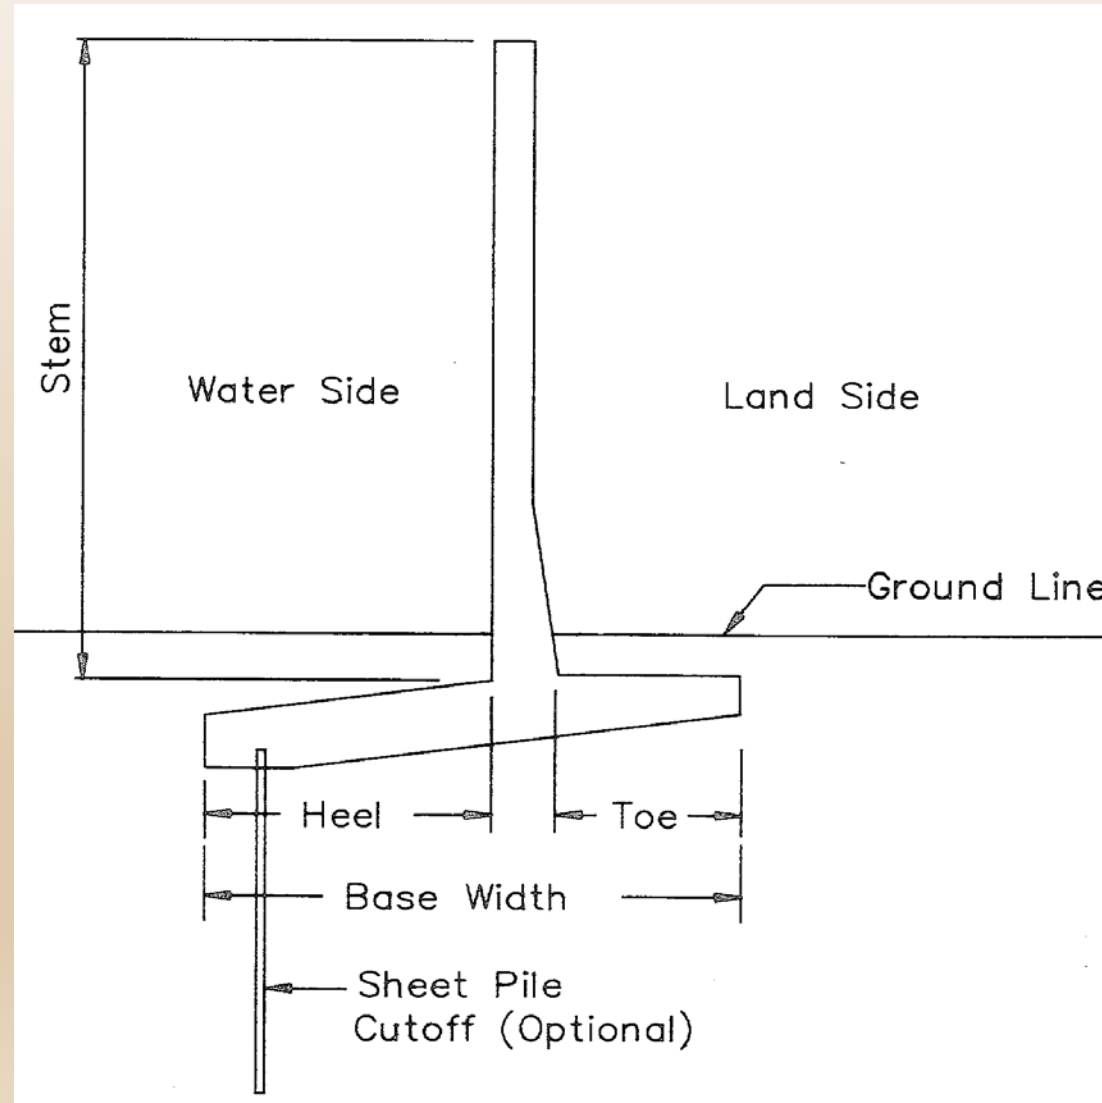 Stem
Water Side
Land Side
Ground Line
Heel
Toe
Base Width
Sheet Pile
Cutoff (Optional)